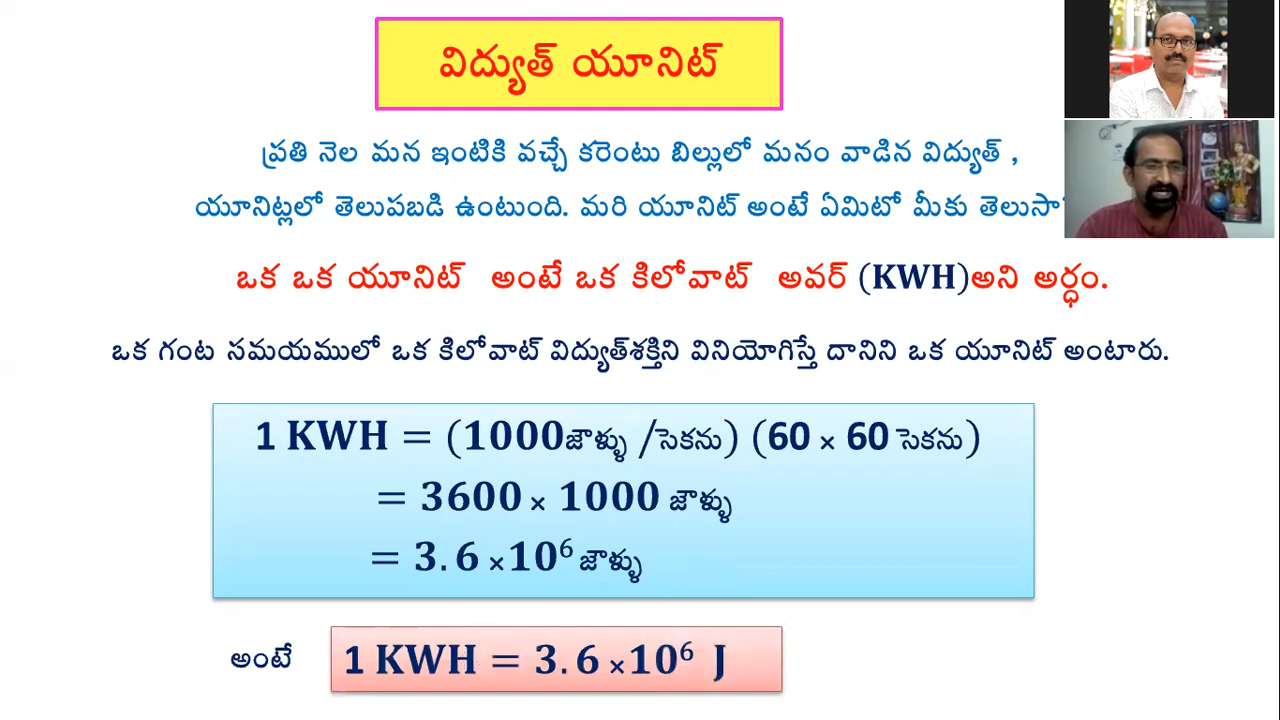 విద్యుత్ యూనిట్
ప్రతి నెల మన ఇంటికి వచ్చే కరెంటు బిల్లులో మనం వాడిన విద్యుత్ ,
యూనిట్లలో తెలుపబడి ఉంటుంది. మరి యూనిట్ అంటే ఏమిటో మీకు తెలుసా?
ఒక ఒక యూనిట్ అంటే ఒక కిలోవాట్ అవర్ (KWH)అని అర్ధం.
ఒక గంట సమయములో ఒక కిలోవాట్ విద్యుత్‌శక్తిని వినియోగిస్తే దానిని ఒక యూనిట్ అంటారు.
1 KWH = (1000జౌళ్ళు /సెకను) (60 × 60 సెకను)
= 3600 × 1000 జౌళ్ళు
= 3.6 ×10⁶ జౌళ్ళు
అంటే 1 KWH = 3.6 ×10⁶ J